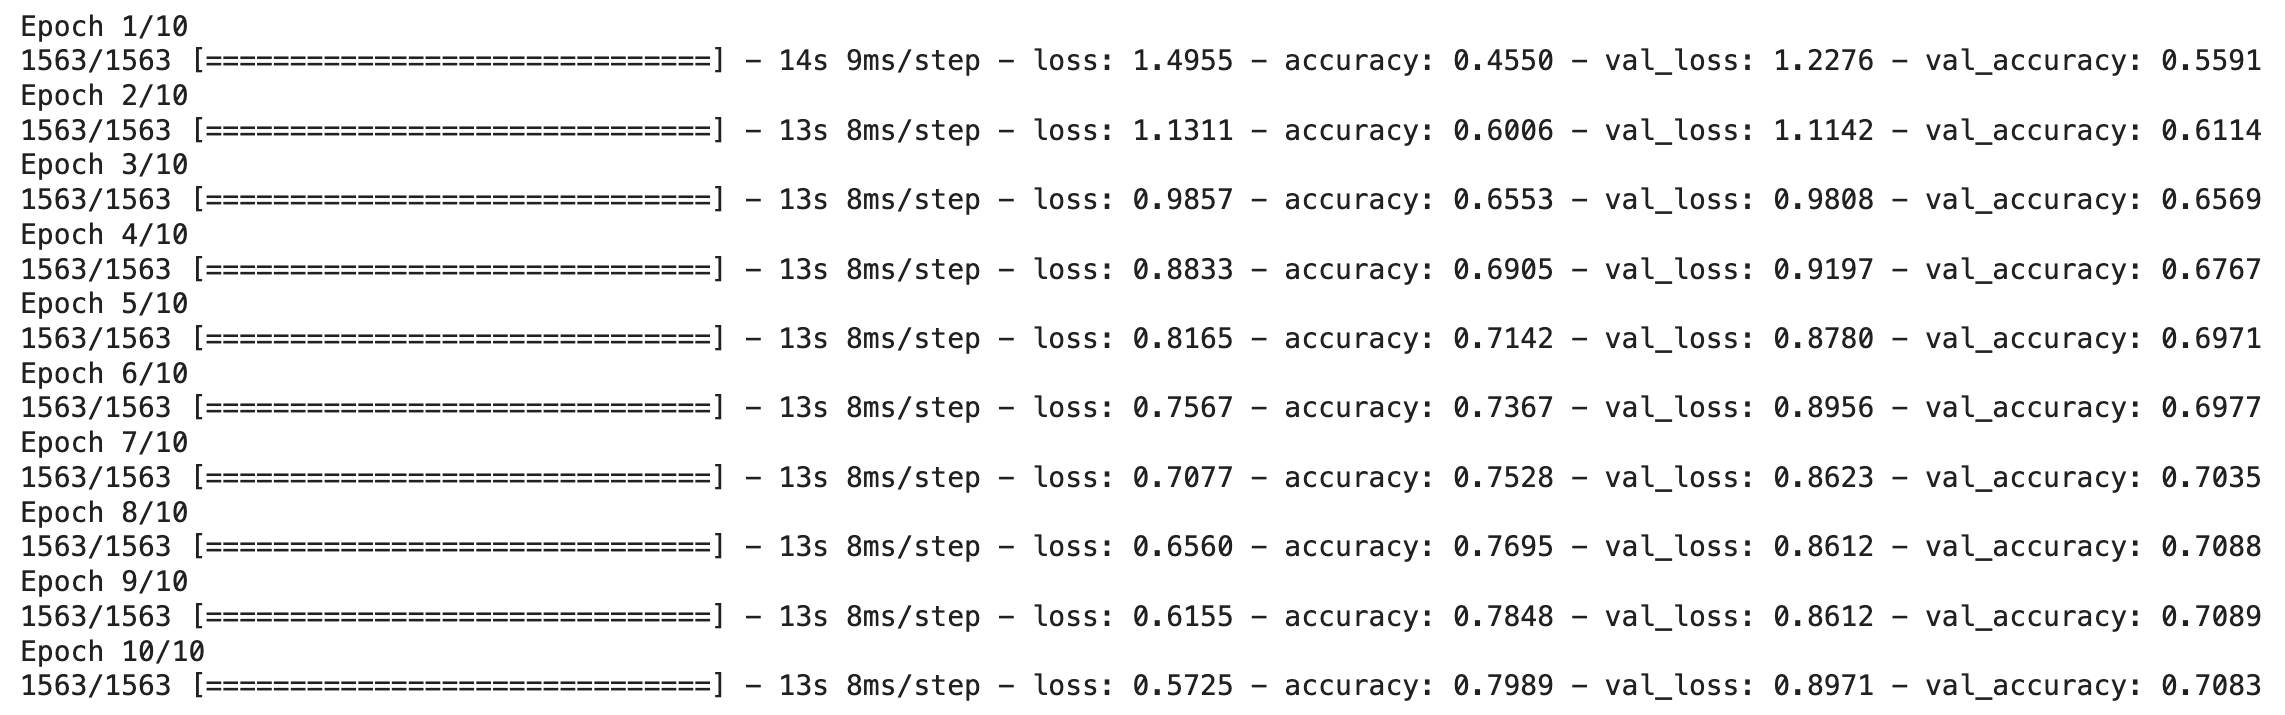 Epoch 1/10
1563/1563 [==============================] - 14s 9ms/step - loss: 1.4955 - accuracy: 0.4550 - val_loss: 1.2276 - val_accuracy: 0.5591
Epoch 2/10
1563/1563 [==============================] - 13s 8ms/step - loss: 1.1311 - accuracy: 0.6006 - val_loss: 1.1142 - val_accuracy: 0.6114
Epoch 3/10
1563/1563 [==============================] - 13s 8ms/step - loss: 0.9857 - accuracy: 0.6553 - val_loss: 0.9808 - val_accuracy: 0.6569
Epoch 4/10
1563/1563 [==============================] - 13s 8ms/step - loss: 0.8833 - accuracy: 0.6905 - val_loss: 0.9197 - val_accuracy: 0.6767
Epoch 5/10
1563/1563 [==============================] - 13s 8ms/step - loss: 0.8165 - accuracy: 0.7142 - val_loss: 0.8780 - val_accuracy: 0.6971
Epoch 6/10
1563/1563 [==============================] - 13s 8ms/step - loss: 0.7567 - accuracy: 0.7367 - val_loss: 0.8956 - val_accuracy: 0.6977
Epoch 7/10
1563/1563 [==============================] - 13s 8ms/step - loss: 0.7077 - accuracy: 0.7528 - val_loss: 0.8623 - val_accuracy: 0.7035
Epoch 8/10
1563/1563 [==============================] - 13s 8ms/step - loss: 0.6560 - accuracy: 0.7695 - val_loss: 0.8612 - val_accuracy: 0.7088
Epoch 9/10
1563/1563 [==============================] - 13s 8ms/step - loss: 0.6155 - accuracy: 0.7848 - val_loss: 0.8612 - val_accuracy: 0.7089
Epoch 10/10
1563/1563 [==============================] - 13s 8ms/step - loss: 0.5725 - accuracy: 0.7989 - val_loss: 0.8971 - val_accuracy: 0.7083